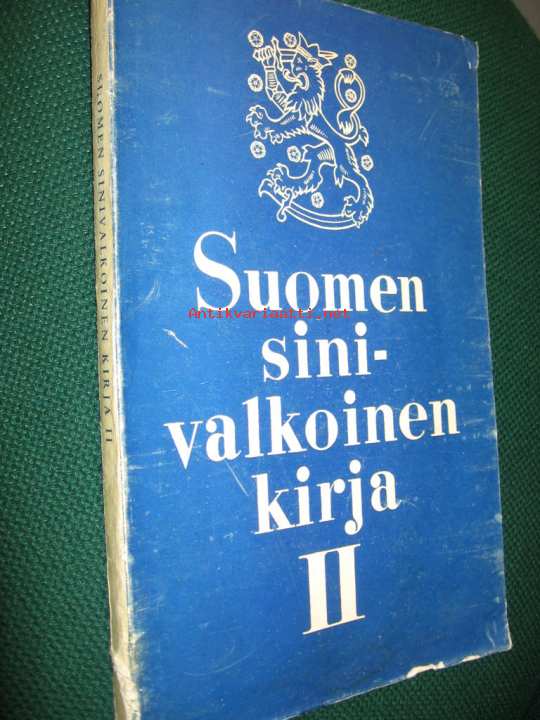 SUOMEN SINIVALKOINEN KIRJA II
Suomen
Antikvariaatti.net
sini-
valkoinen
kirja
II